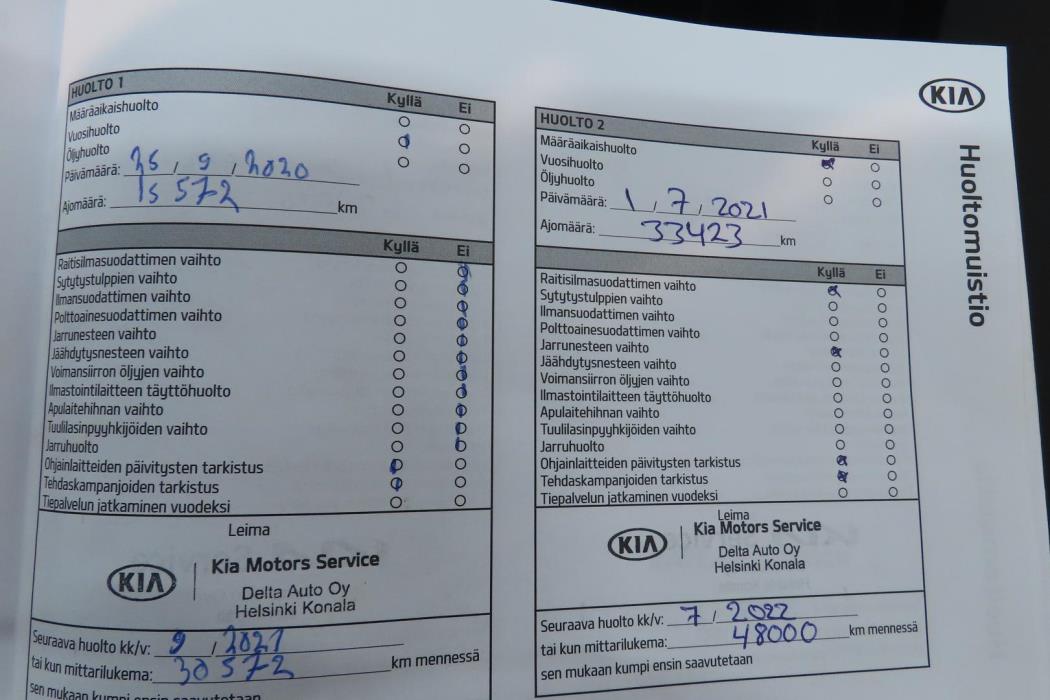 HUOLTO 1
Kyllä Ei
Määräaikaishuolto
Vuosihuolto
Öljyhuolto
Päivämäärä: 25 / 9 / 2020
Ajomäärä: 15 572 km
Kyllä Ei
Raitisilmasuodattimen vaihto
Sytytystulppien vaihto
Ilmansuodattimen vaihto
Polttoainesuodattimen vaihto
Jarrunesteen vaihto
Jäähdytysnesteen vaihto
Voimansiirron öljyjen vaihto
Ilmastointilaitteen täyttöhuolto
Apulaitehihnan vaihto
Tuulilasinpyyhkijöiden vaihto
Jarruhuolto
Ohjainlaitteiden päivitysten tarkistus
Tehdaskampanjoiden tarkistus
Tiepalvelun jatkaminen vuodeksi
Leima
KIA
Kia Motors Service
Delta Auto Oy
Helsinki Konala
Seuraava huolto kk/v: 9 / 2021
tai kun mittarilukema: 30572 km mennessä
sen mukaan kumpi ensin saavutetaan
HUOLTO 2
Kyllä Ei
Määräaikaishuolto
Vuosihuolto
Öljyhuolto
Päivämäärä: 1 / 7 / 2021
Ajomäärä: 33423 km
Kyllä Ei
Raitisilmasuodattimen vaihto
Sytytystulppien vaihto
Ilmansuodattimen vaihto
Polttoainesuodattimen vaihto
Jarrunesteen vaihto
Jäähdytysnesteen vaihto
Voimansiirron öljyjen vaihto
Ilmastointilaitteen täyttöhuolto
Apulaitehihnan vaihto
Tuulilasinpyyhkijöiden vaihto
Jarruhuolto
Ohjainlaitteiden päivitysten tarkistus
Tehdaskampanjoiden tarkistus
Tiepalvelun jatkaminen vuodeksi
Leima
KIA
Kia Motors Service
Delta Auto Oy
Helsinki Konala
Seuraava huolto kk/v: 7 / 2022
tai kun mittarilukema: 48000 km mennessä
sen mukaan kumpi ensin saavutetaan
KIA
Huoltomuistio